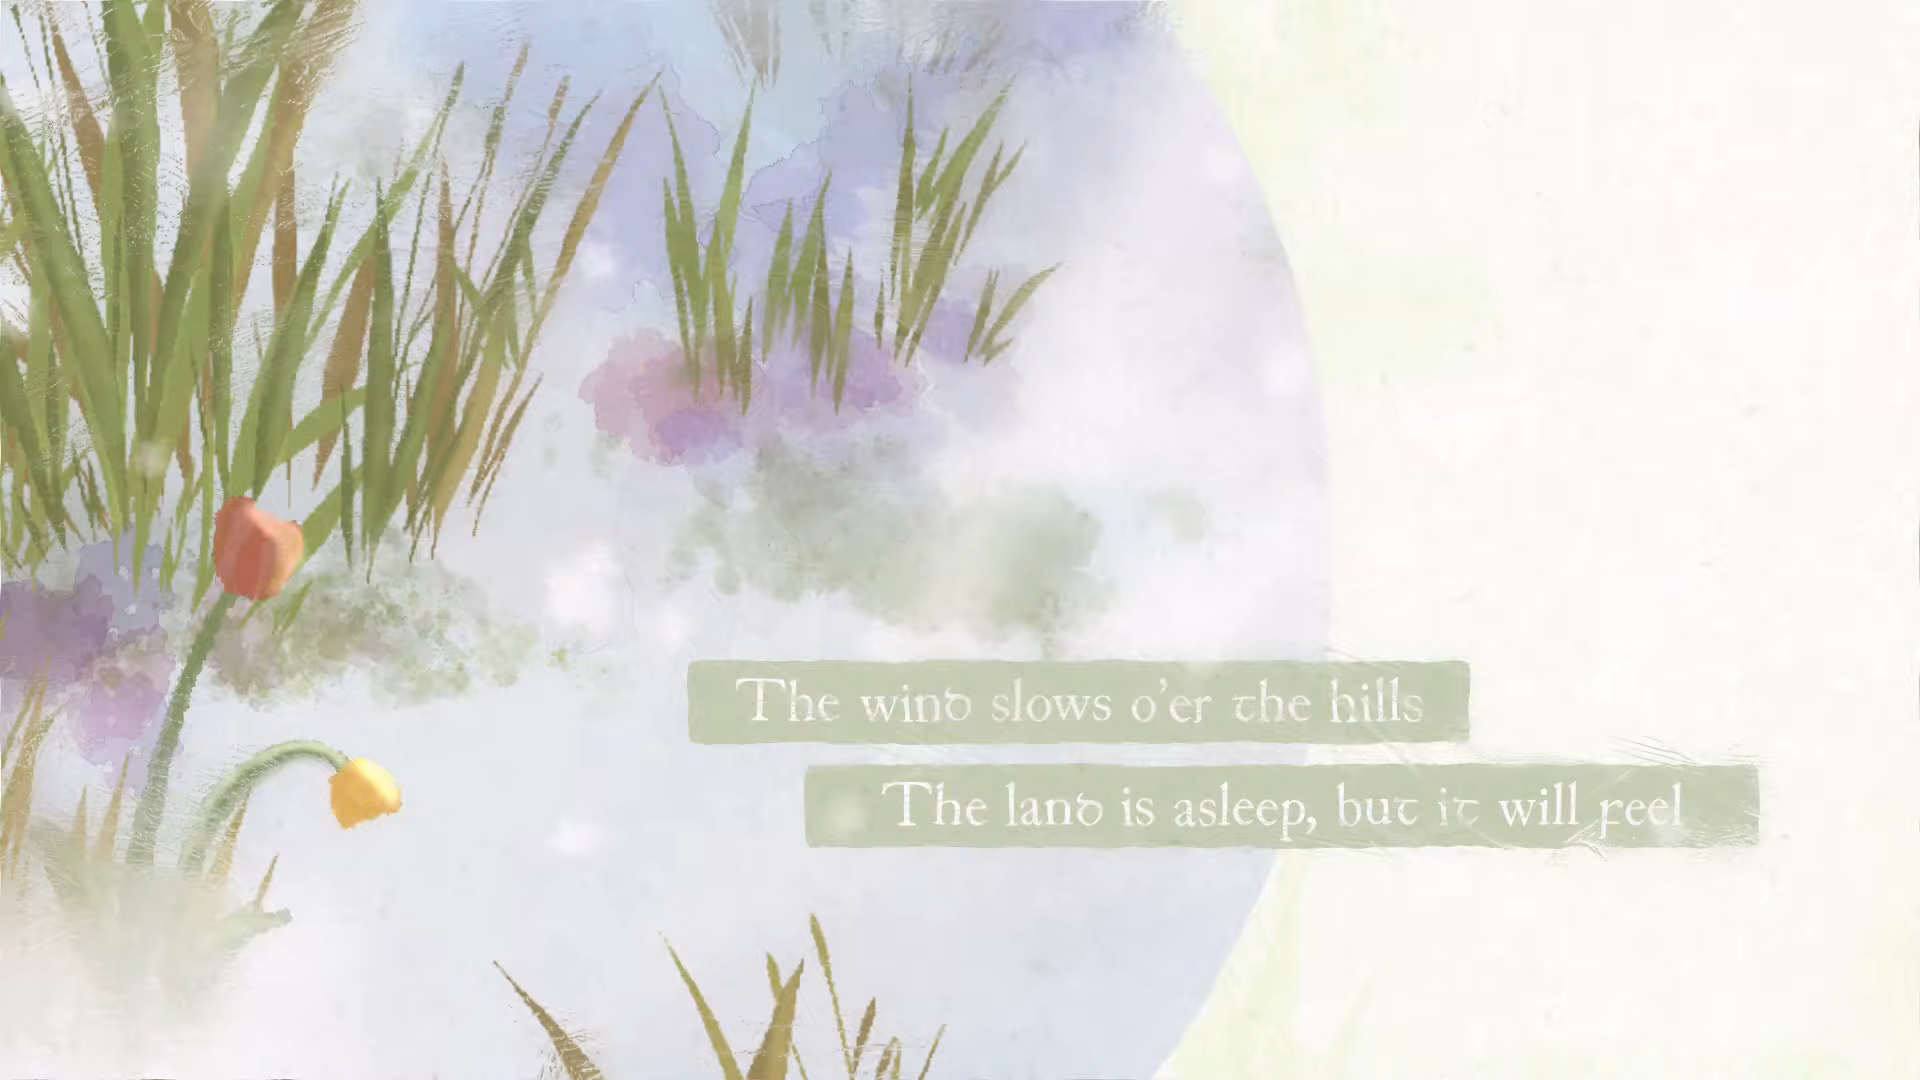 The wind slows o’er the hills
The land is asleep, but it will feel